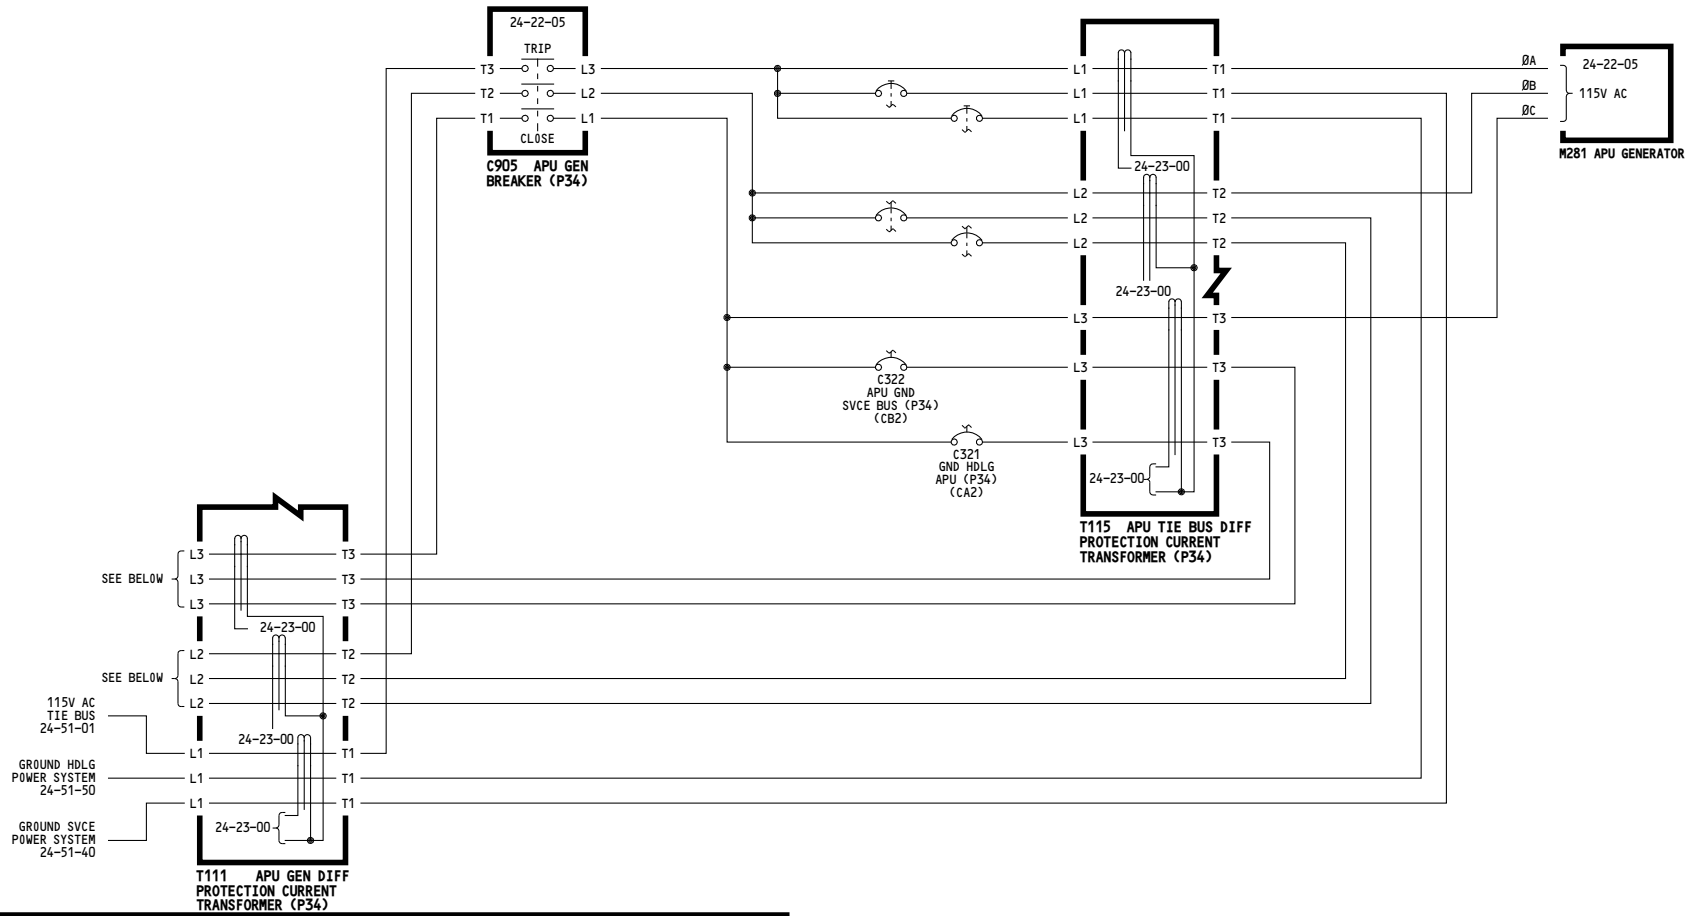 24-22-05
TRIP
T3
L3
T2
L2
T1
L1
CLOSE
C905 APU GEN
BREAKER (P34)
L1
T1
L1
T1
L1
T1
24-23-00
L2
T2
L2
T2
L2
T2
24-23-00
L3
T3
L3
T3
L3
T3
24-23-00
T115 APU TIE BUS DIFF
PROTECTION CURRENT
TRANSFORMER (P34)
ØA
ØB
ØC
24-22-05
115V AC
M281 APU GENERATOR
C322
APU GND
SVCE BUS (P34)
(CB2)
C321
GND HDLG
APU (P34)
(CA2)
SEE BELOW
L3
T3
L3
T3
L3
T3
24-23-00
SEE BELOW
L2
T2
L2
T2
L2
T2
115V AC
TIE BUS
24-51-01
24-23-00
L1
T1
GROUND HDLG
POWER SYSTEM
24-51-50
L1
T1
L1
T1
GROUND SVCE
POWER SYSTEM
24-51-40
24-23-00
T111 APU GEN DIFF
PROTECTION CURRENT
TRANSFORMER (P34)